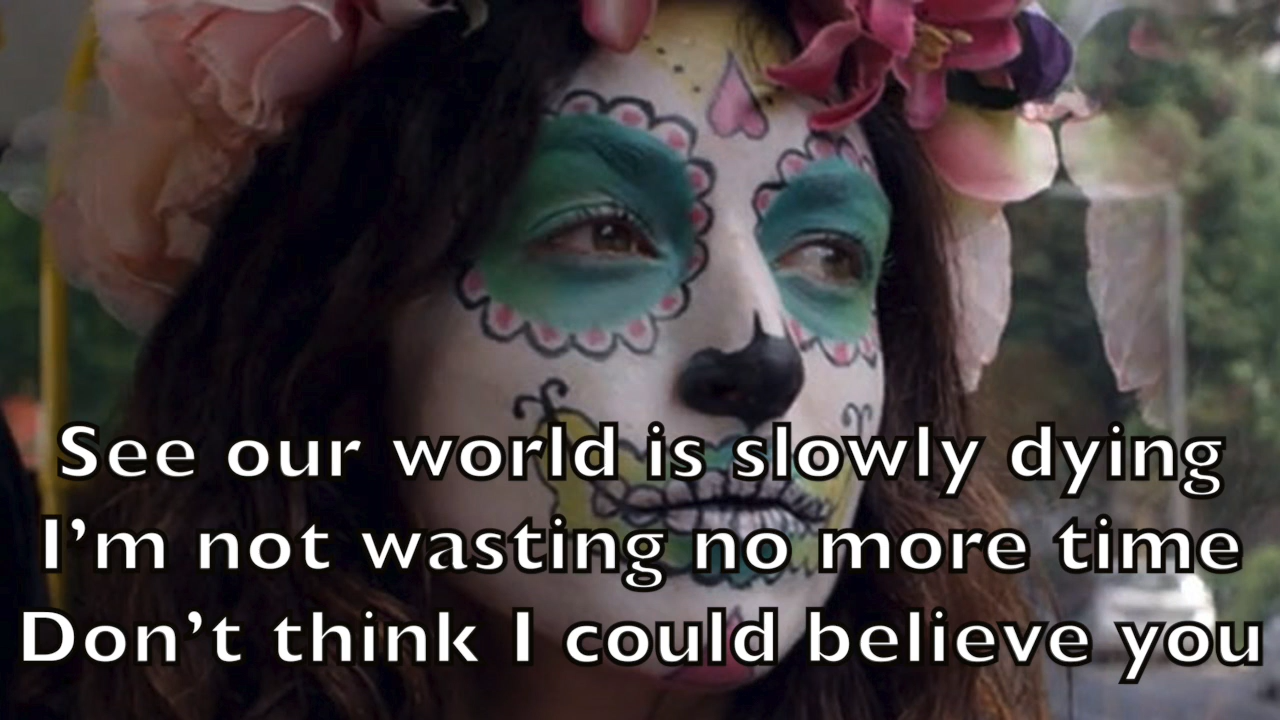 See our world is slowly dying
I’m not wasting no more time
Don’t think I could believe you